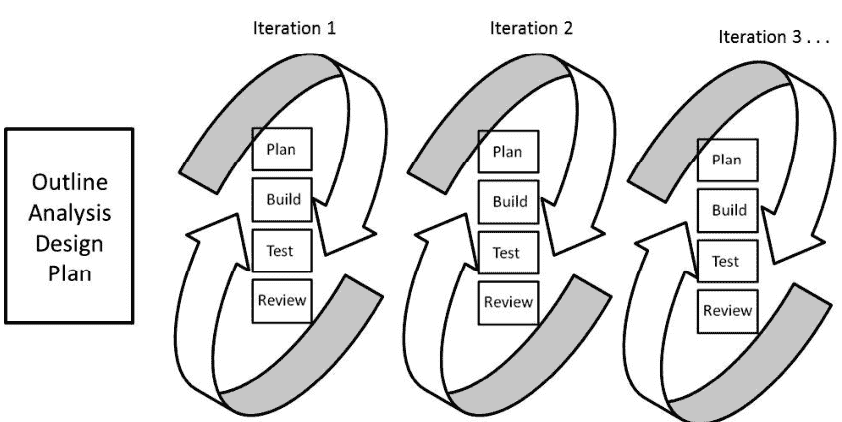 Iteration 1
Iteration 2
Iteration 3 . . .
Outline
Analysis
Design
Plan
Plan
Build
Test
Review
Plan
Build
Test
Review
Plan
Build
Test
Review